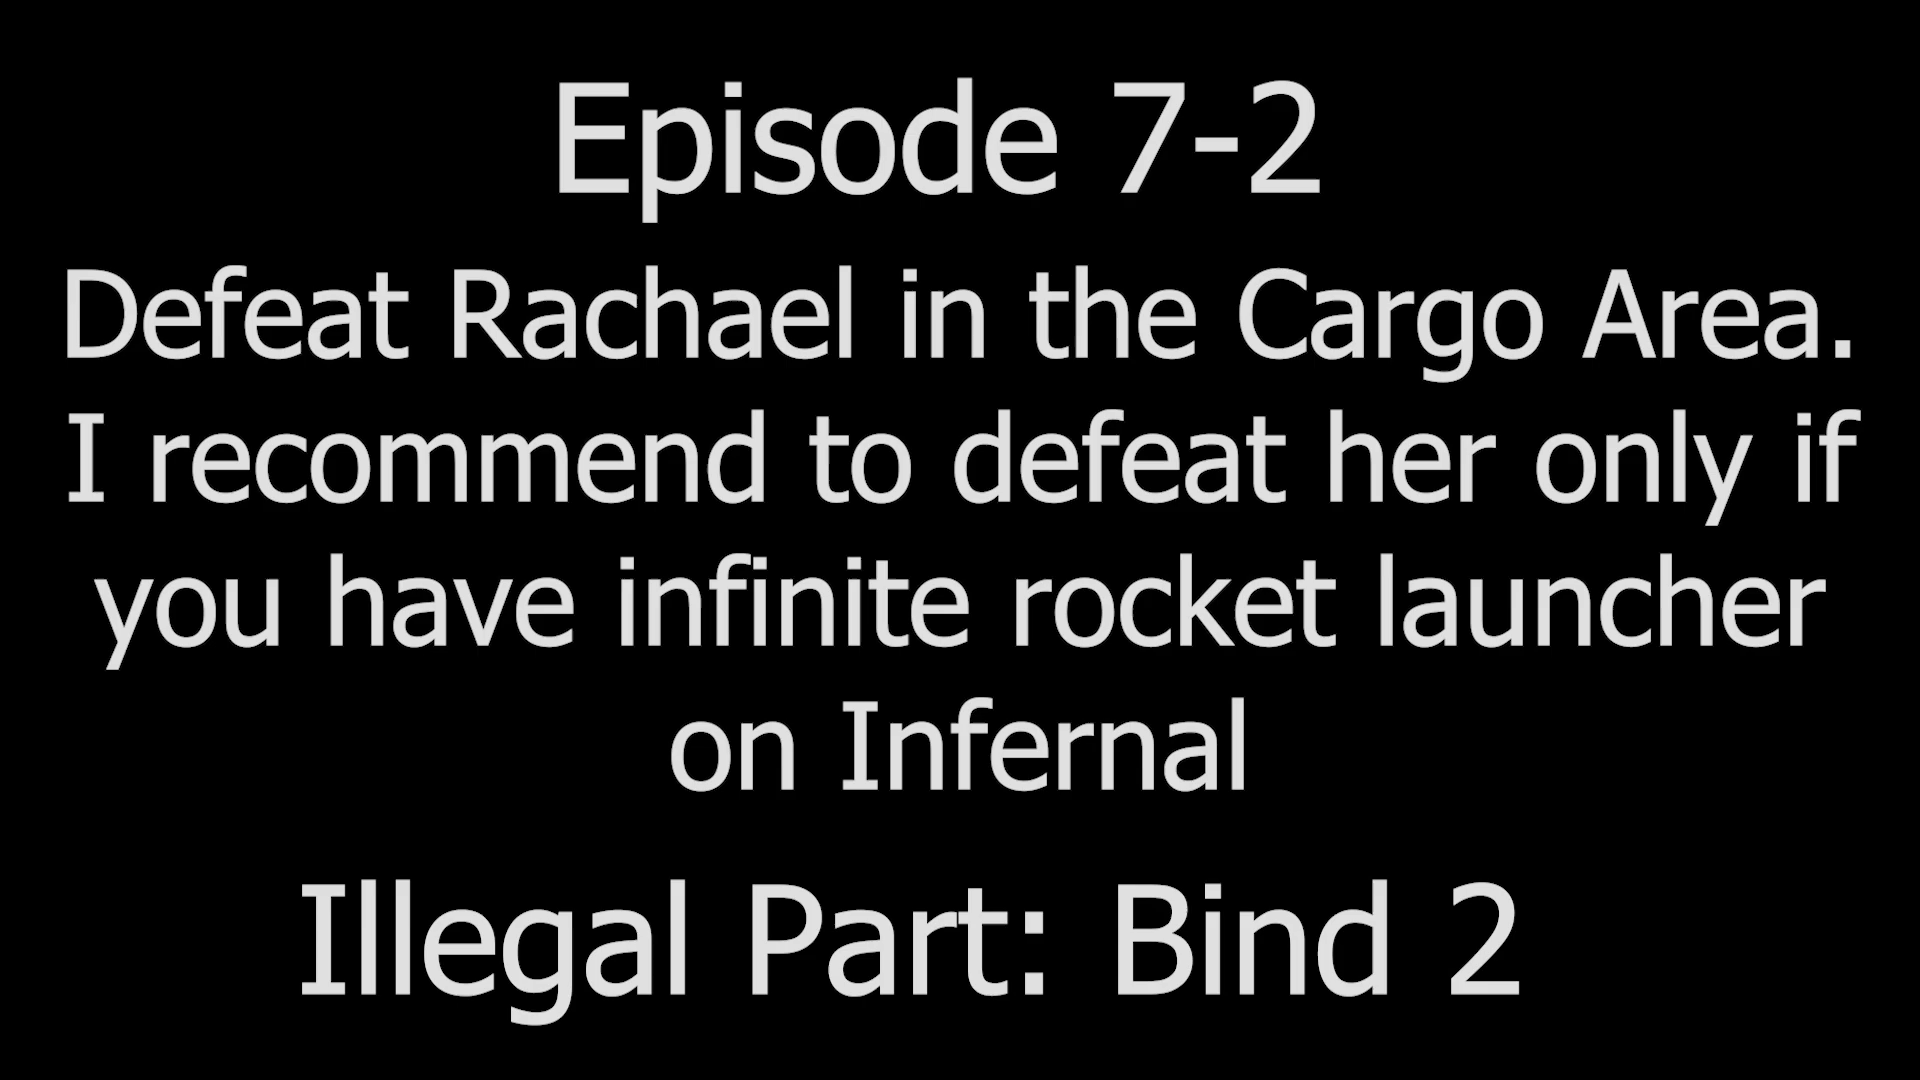 Episode 7-2
Defeat Rachael in the Cargo Area.
I recommend to defeat her only if
you have infinite rocket launcher
on Infernal
Illegal Part: Bind 2